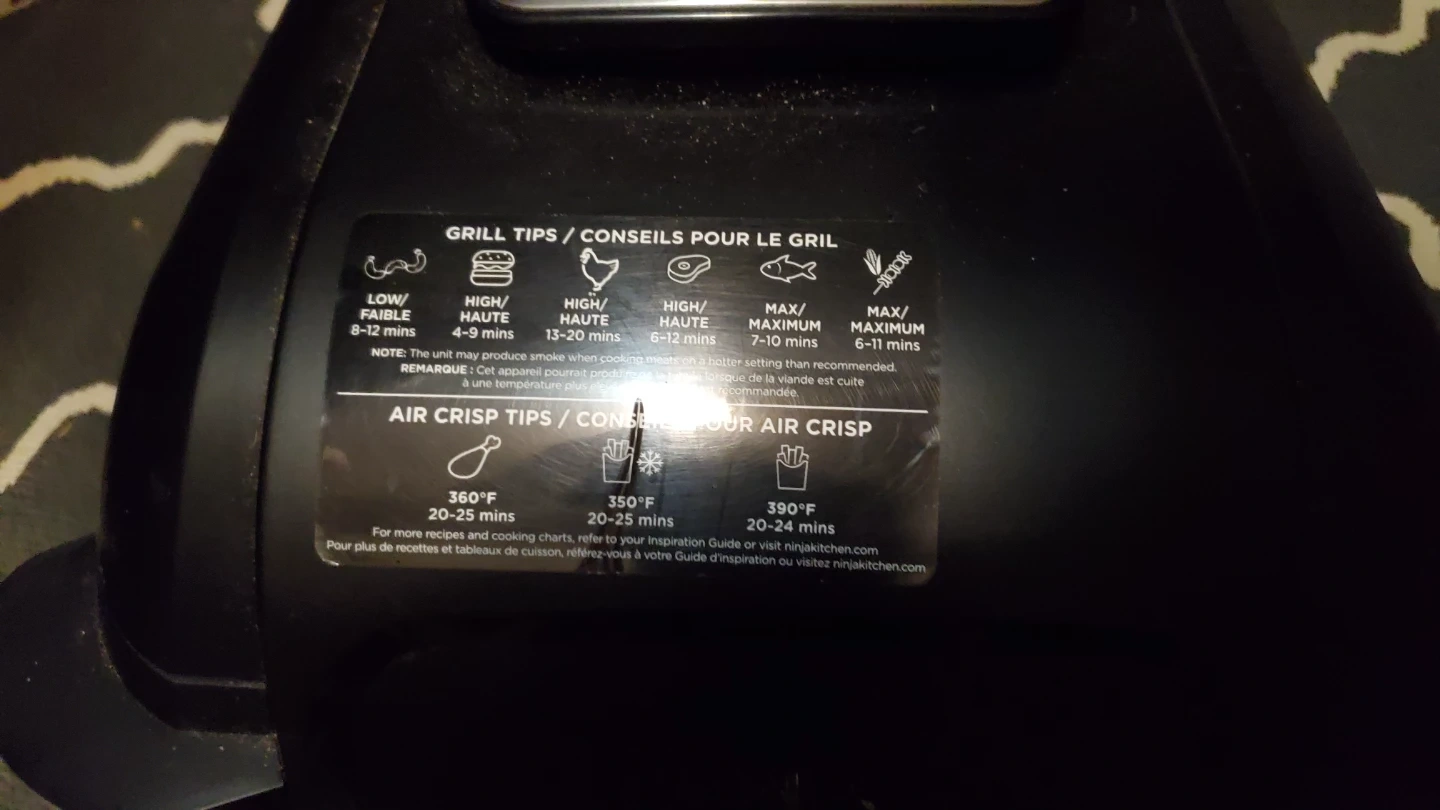 GRILL TIPS / CONSEILS POUR LE GRIL
LOW/ FAIBLE 8-12 mins
HIGH/ HAUTE 4-9 mins
HIGH/ HAUTE 13-20 mins
HIGH/ HAUTE 6-12 mins
MAX/ MAXIMUM 7-10 mins
MAX/ MAXIMUM 6-11 mins
NOTE: The unit may produce smoke when cooking meats on a hotter setting than recommended.
REMARQUE : Cet appareil pourrait lorsque de la viande est cuite
à une température plus recommandée.
AIR CRISP TIPS / CONSEILS POUR AIR CRISP
360°F 20-25 mins
350°F 20-25 mins
390°F 20-24 mins
For more recipes and cooking charts, refer to your Inspiration Guide or visit ninjakitchen.com
Pour plus de recettes et tableaux de cuisson, référez-vous à votre Guide d'inspiration ou visitez ninjakitchen.com